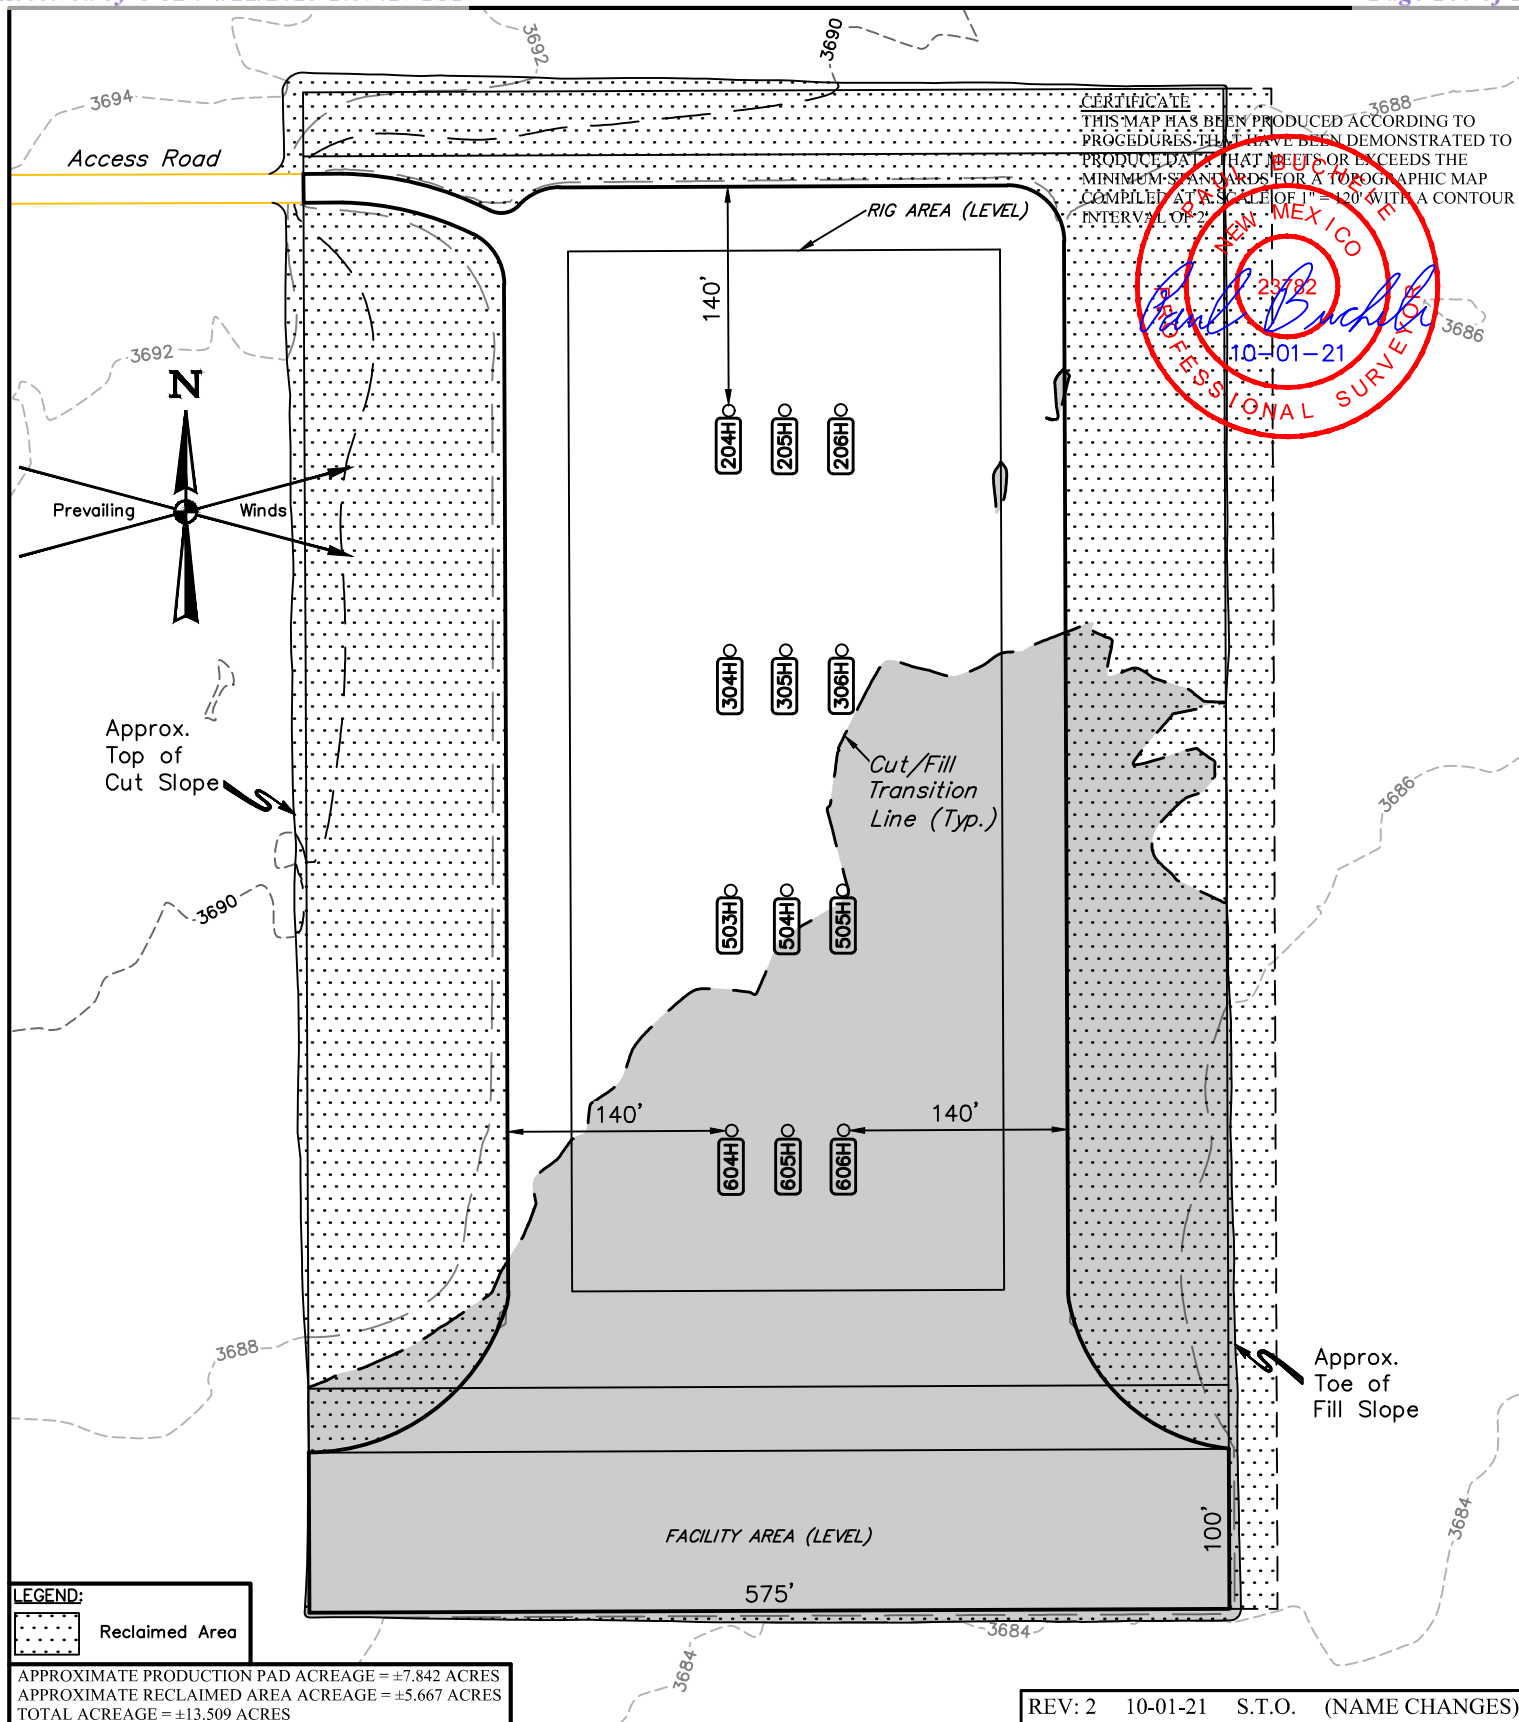 3692
3690
3694
3688
CERTIFICATE
THIS MAP HAS BEEN PRODUCED ACCORDING TO
PROCEDURES THAT HAVE BEEN DEMONSTRATED TO
PRODUCE DATA THAT MEETS OR EXCEEDS THE
MINIMUM STANDARDS FOR A TOPOGRAPHIC MAP
COMPILED AT A SCALE OF 1" = 120' WITH A CONTOUR
INTERVAL OF 2'
Access Road
RIG AREA (LEVEL)
PAUL BUCHELE
NEW MEXICO
23782
PROFESSIONAL SURVEYOR
Paul Buchele
10-01-21
140'
3686
3692
N
Prevailing Winds
204H 205H 206H
304H 305H 306H
Approx.
Top of
Cut Slope
Cut/Fill
Transition
Line (Typ.)
3686
3690
503H 504H 505H
140' 140'
604H 605H 606H
3688
Approx.
Toe of
Fill Slope
FACILITY AREA (LEVEL)
100'
3684
575'
3684
3684
LEGEND:
Reclaimed Area
APPROXIMATE PRODUCTION PAD ACREAGE = ±7.842 ACRES
APPROXIMATE RECLAIMED AREA ACREAGE = ±5.667 ACRES
TOTAL ACREAGE = ±13.509 ACRES
REV: 2 10-01-21 S.T.O. (NAME CHANGES)